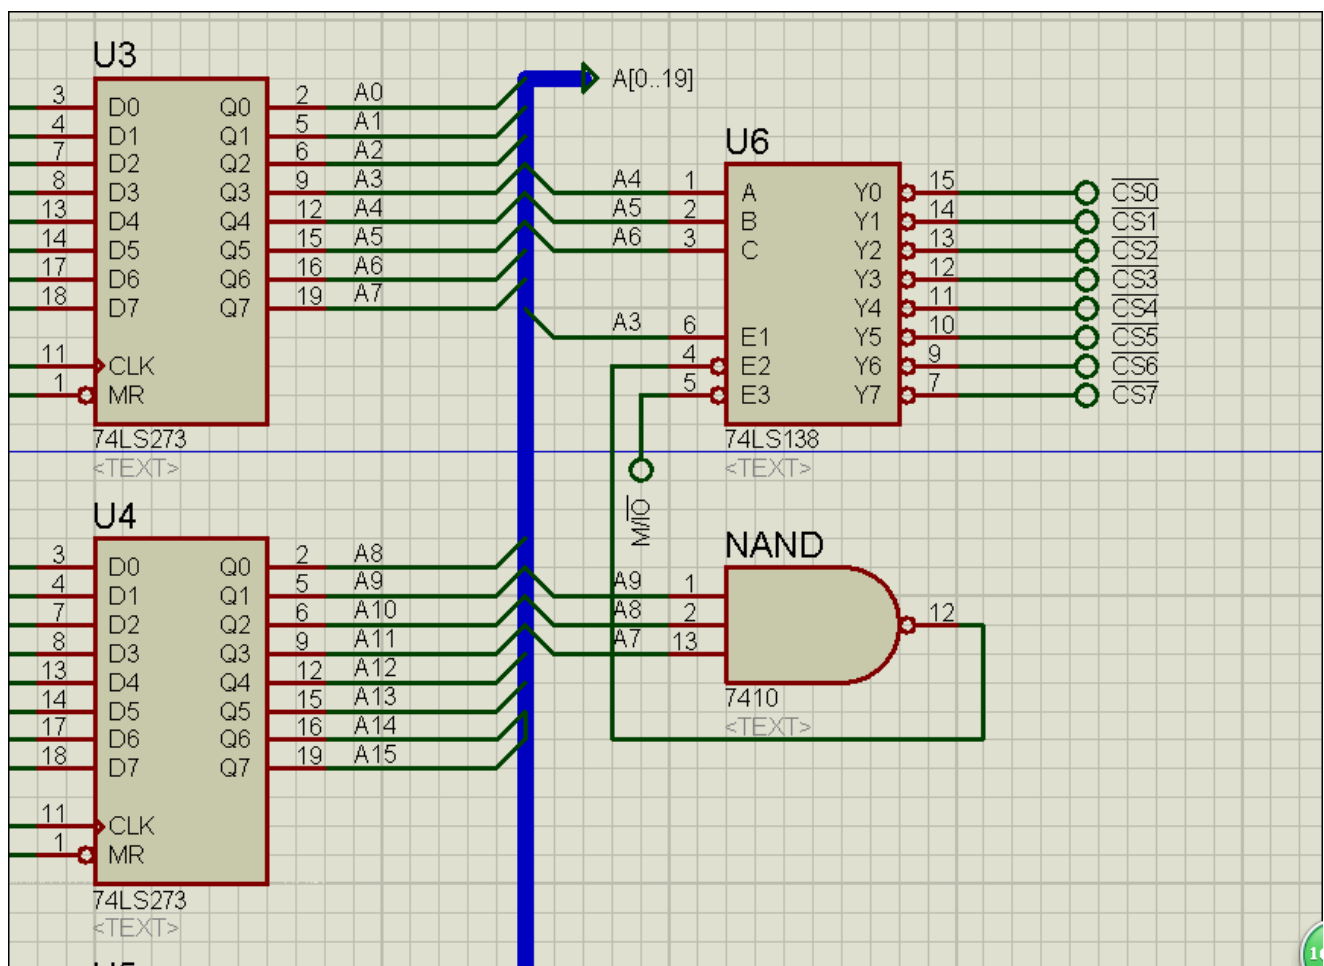 U3
3 D0 Q0 2 A0
4 D1 Q1 5 A1
7 D2 Q2 6 A2
8 D3 Q3 9 A3
13 D4 Q4 12 A4
14 D5 Q5 15 A5
17 D6 Q6 16 A6
18 D7 Q7 19 A7
11 CLK
1 MR
74LS273
<TEXT>
A[0..19]
U6
A4 1 A Y0 15 CS0
A5 2 B Y1 14 CS1
A6 3 C Y2 13 CS2
Y3 12 CS3
Y4 11 CS4
A3 6 E1 Y5 10 CS5
4 E2 Y6 9 CS6
5 E3 Y7 7 CS7
74LS138
<TEXT>
M/IO
U4
3 D0 Q0 2 A8
4 D1 Q1 5 A9
7 D2 Q2 6 A10
8 D3 Q3 9 A11
13 D4 Q4 12 A12
14 D5 Q5 15 A13
17 D6 Q6 16 A14
18 D7 Q7 19 A15
11 CLK
1 MR
74LS273
<TEXT>
NAND
A9 1
A8 2 12
A7 13
7410
<TEXT>